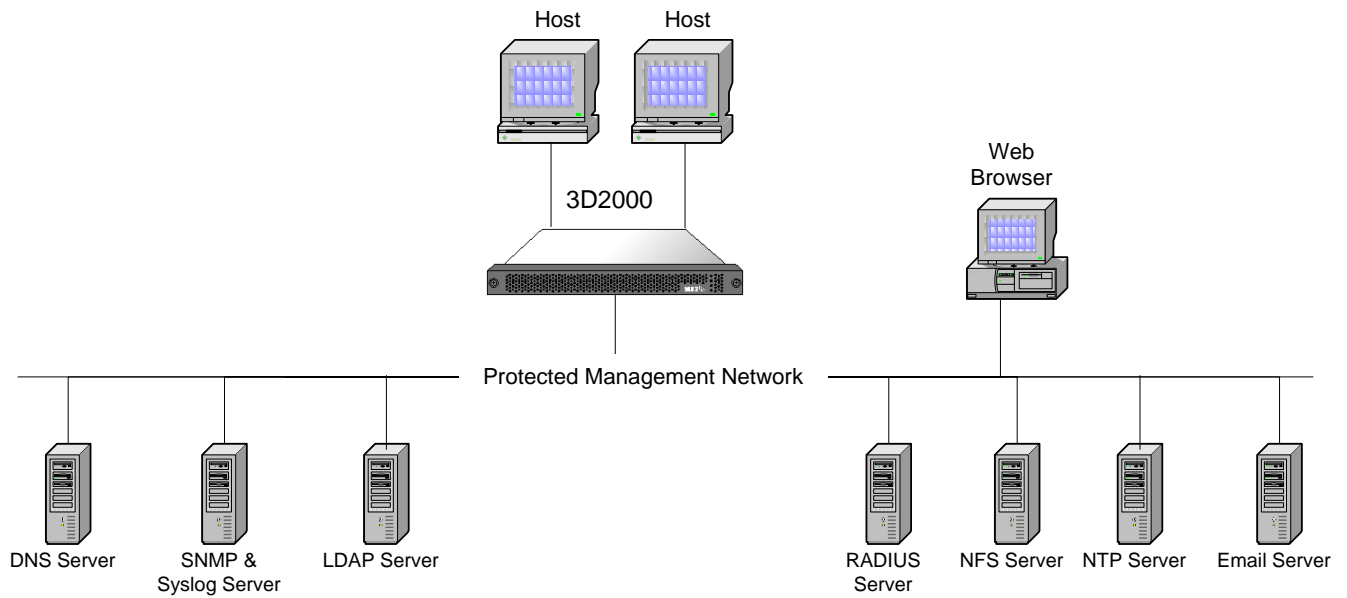 Host
Host
3D2000
Web
Browser
Protected Management Network
DNS Server
SNMP &
Syslog Server
LDAP Server
RADIUS
Server
NFS Server
NTP Server
Email Server